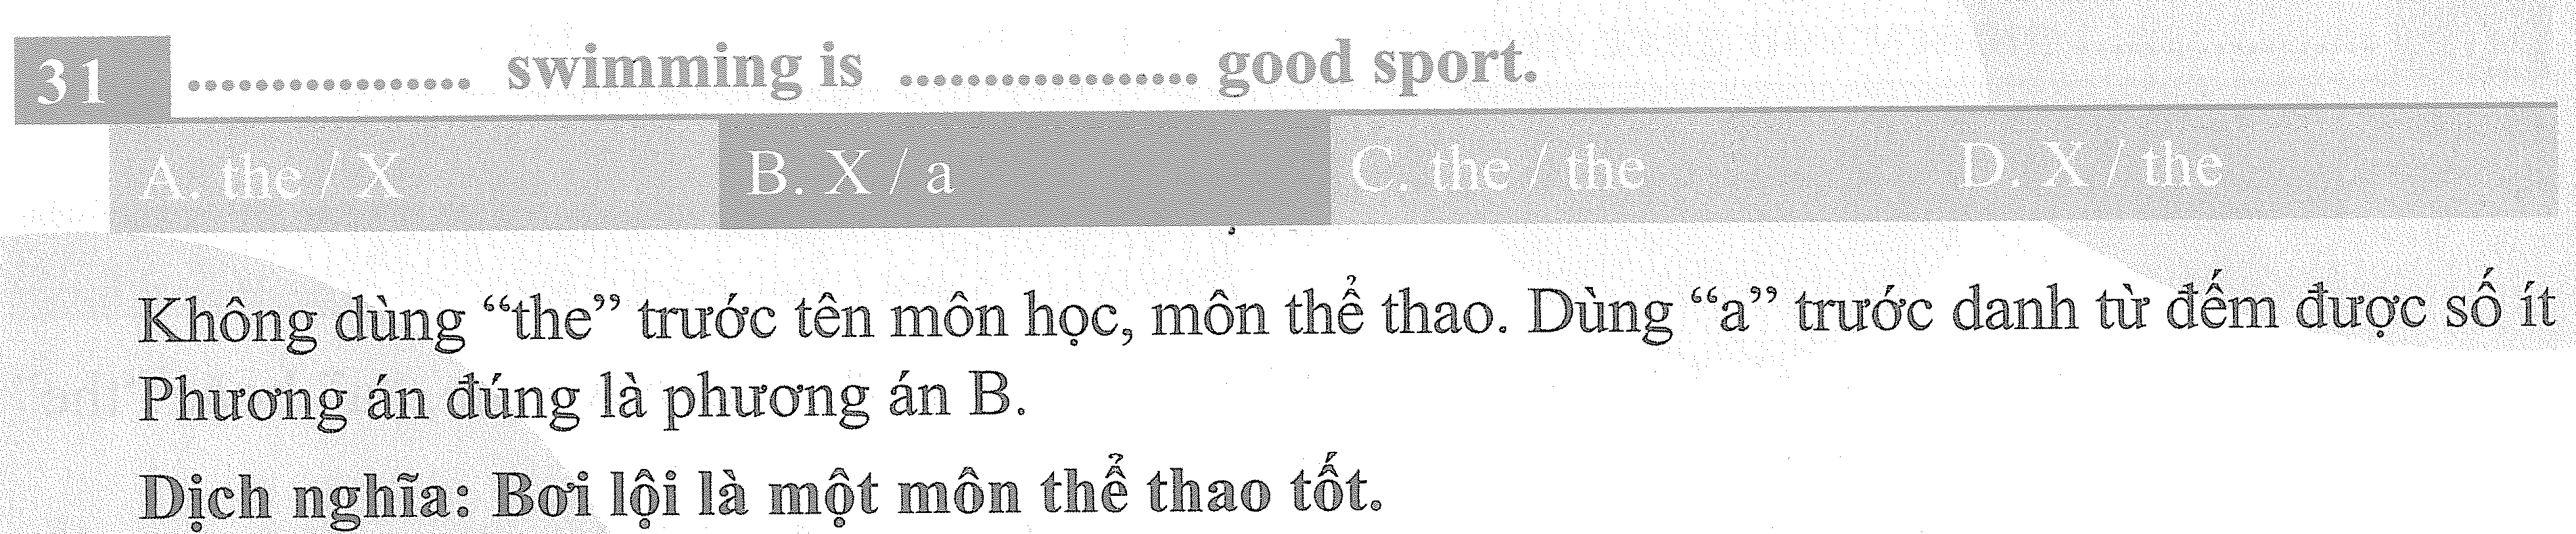 31 ................. swimming is .................. good sport.
A. the / X B. X / a C. the / the D. X / the
Không dùng “the” trước tên môn học, môn thể thao. Dùng “a” trước danh từ đếm được số ít
Phương án đúng là phương án B.
Dịch nghĩa: Bơi lội là một môn thể thao tốt.